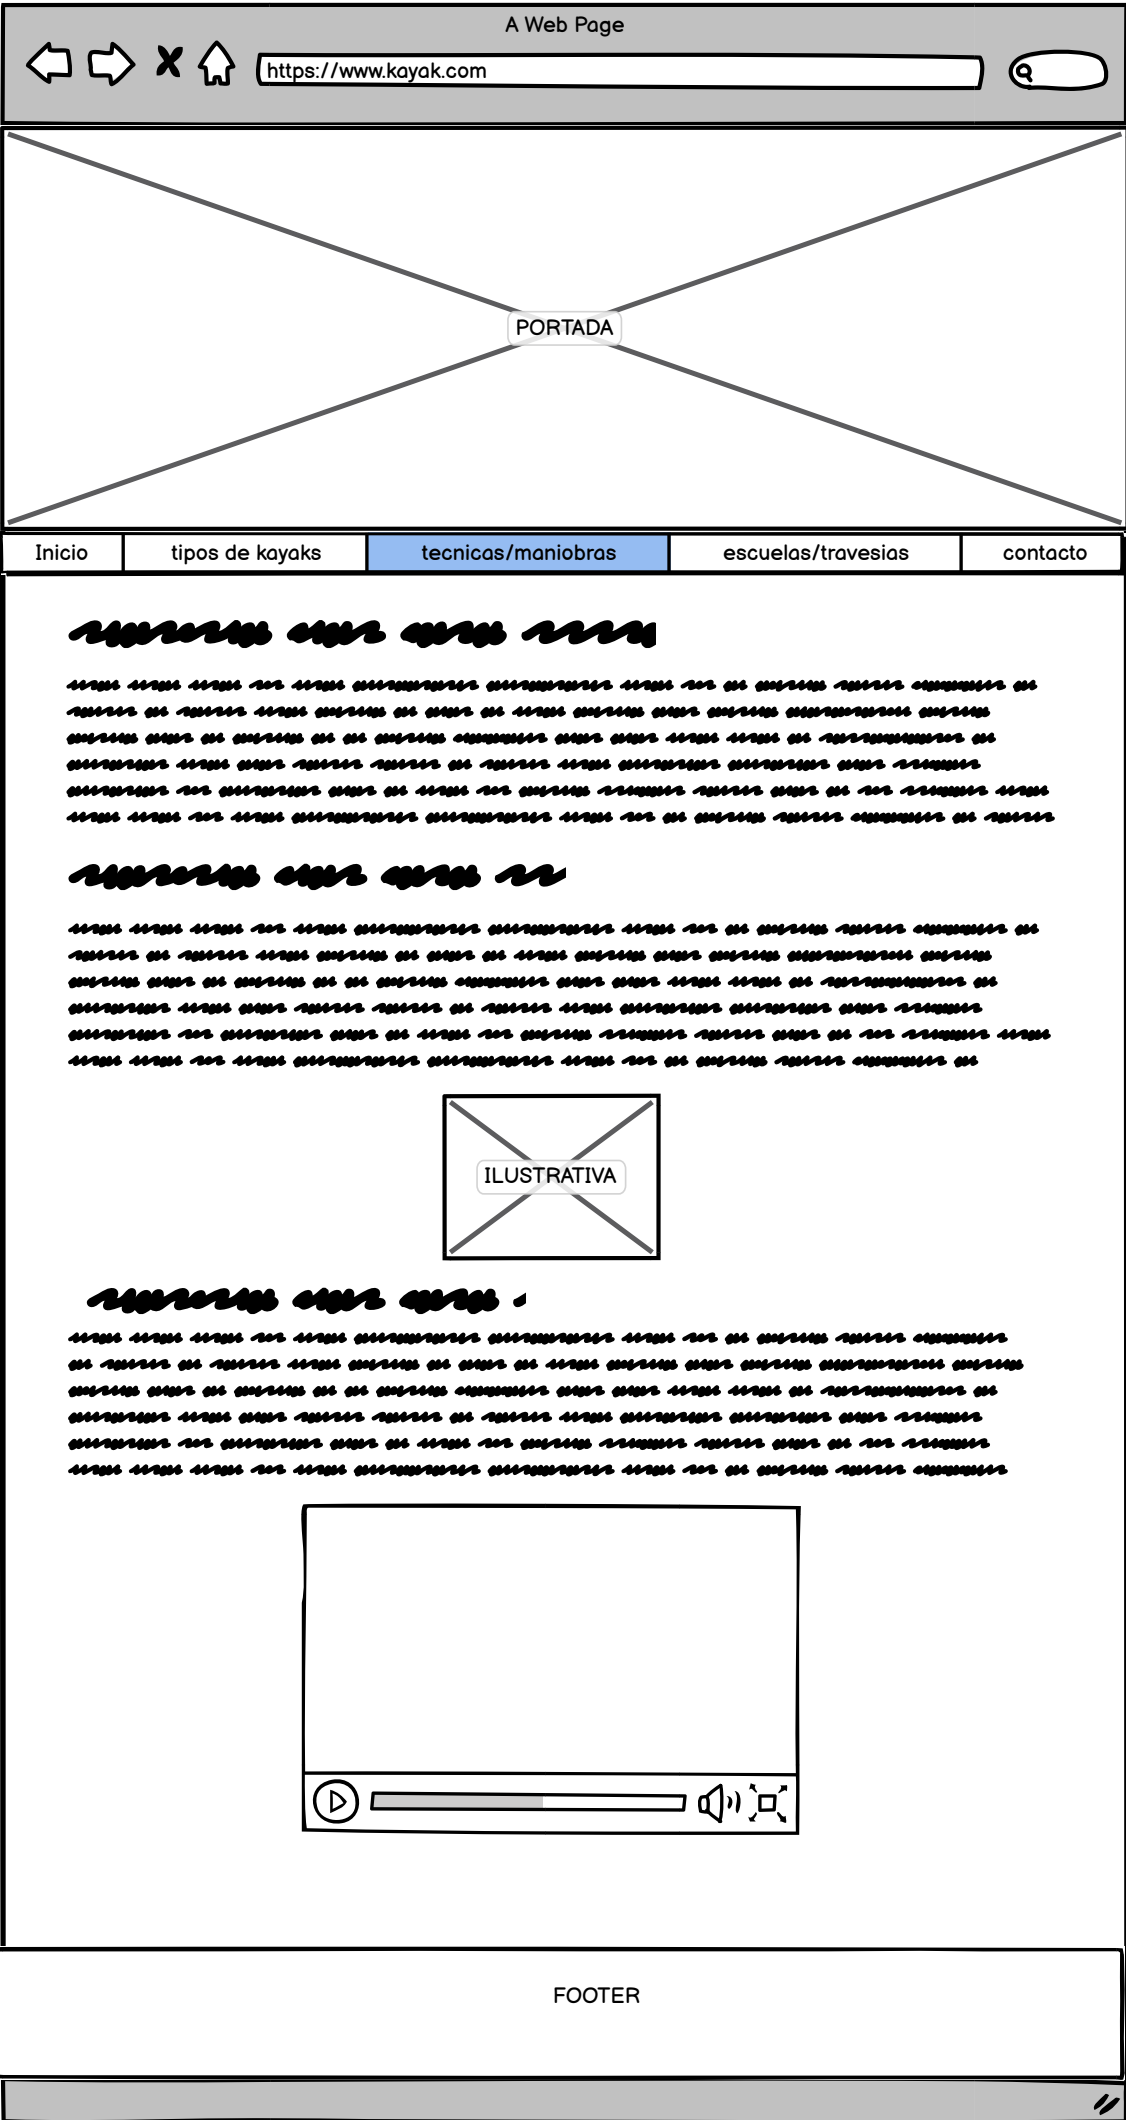 A Web Page
https://www.kayak.com
PORTADA
Inicio tipos de kayaks tecnicas/maniobras escuelas/travesias contacto
ILUSTRATIVA
FOOTER